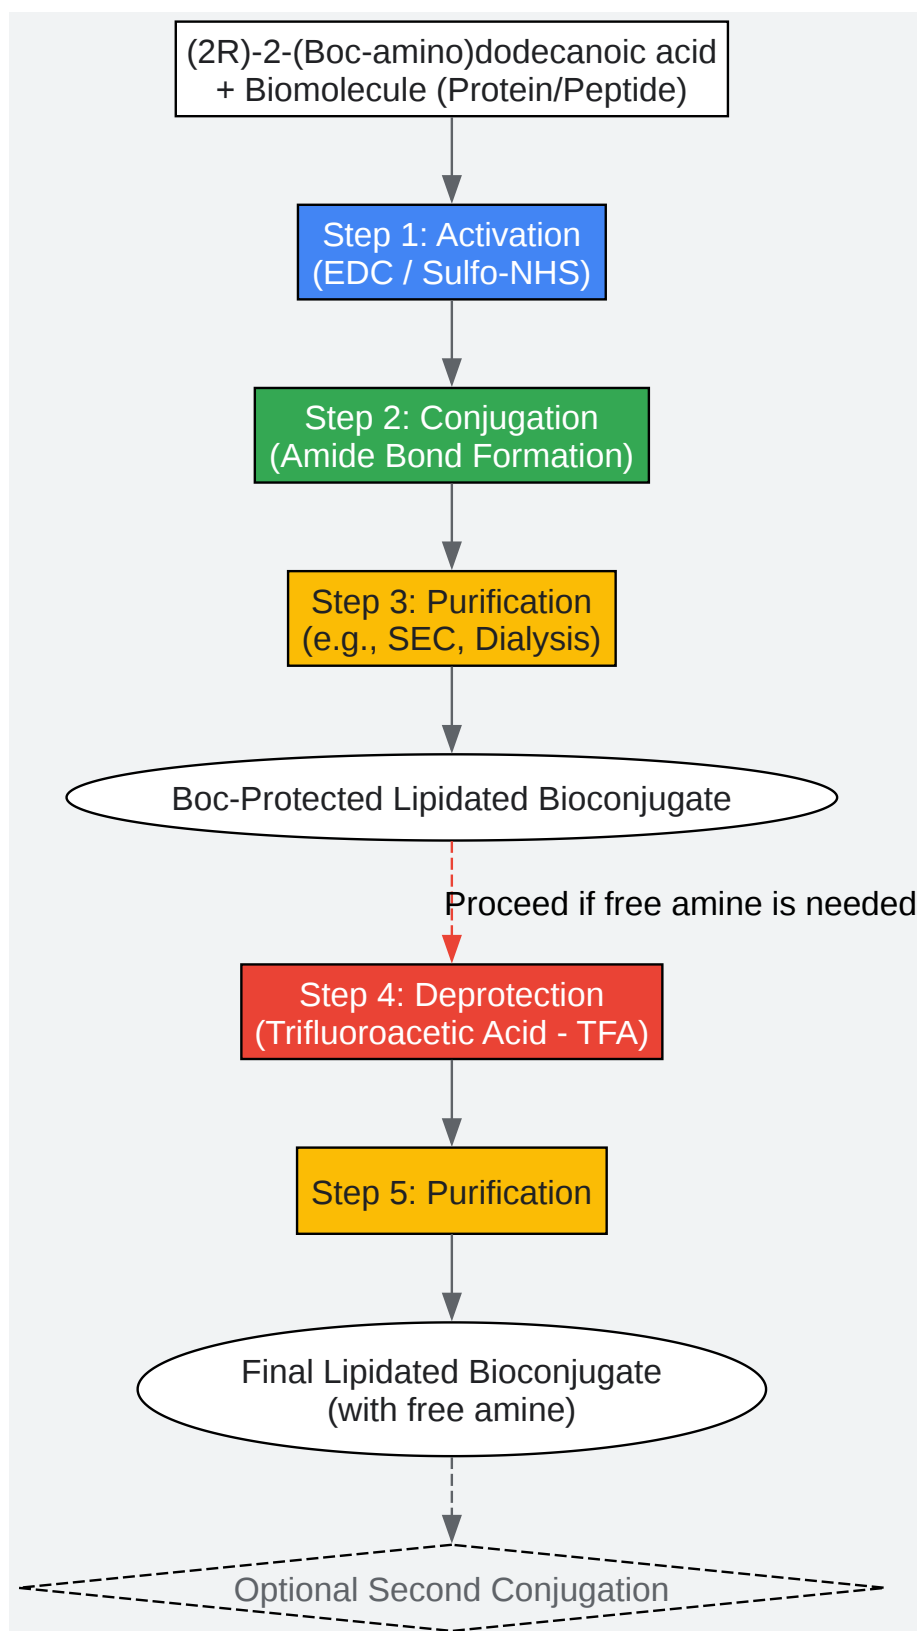 (2R)-2-(Boc-amino)dodecanoic acid
+ Biomolecule (Protein/Peptide)
Step 1: Activation
(EDC / Sulfo-NHS)
Step 2: Conjugation
(Amide Bond Formation)
Step 3: Purification
(e.g., SEC, Dialysis)
Boc-Protected Lipidated Bioconjugate
Proceed if free amine is needed
Step 4: Deprotection
(Trifluoroacetic Acid - TFA)
Step 5: Purification
Final Lipidated Bioconjugate
(with free amine)
Optional Second Conjugation